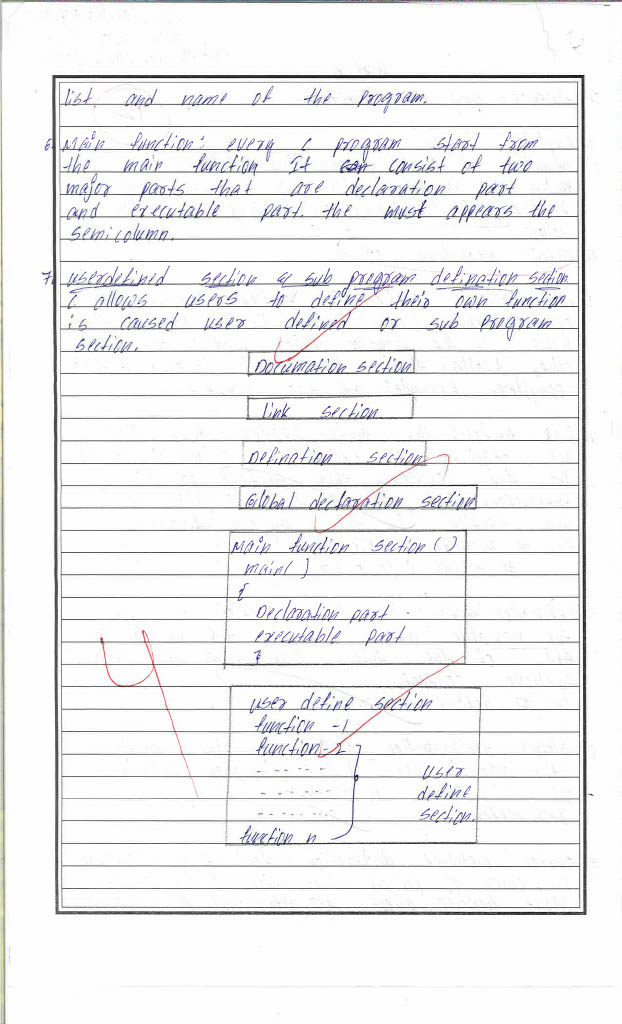 list and name of the program.
6. Main function: every c program start from
the main function It can consist of two
major parts that are declaration part
and executable part. the must appears the
semicolumn.
7. userdefined section & sub program defination section
C allows users to define their own function
is caused user defined or sub program
section.
Documation section
link section
Defination section
Global declaration section
Main function section ( )
main( )
{
Declaration part
executable part
}
user define section
function -1
function -2
- - - - - - user
- - - - - - define
- - - - - - section.
function n
4